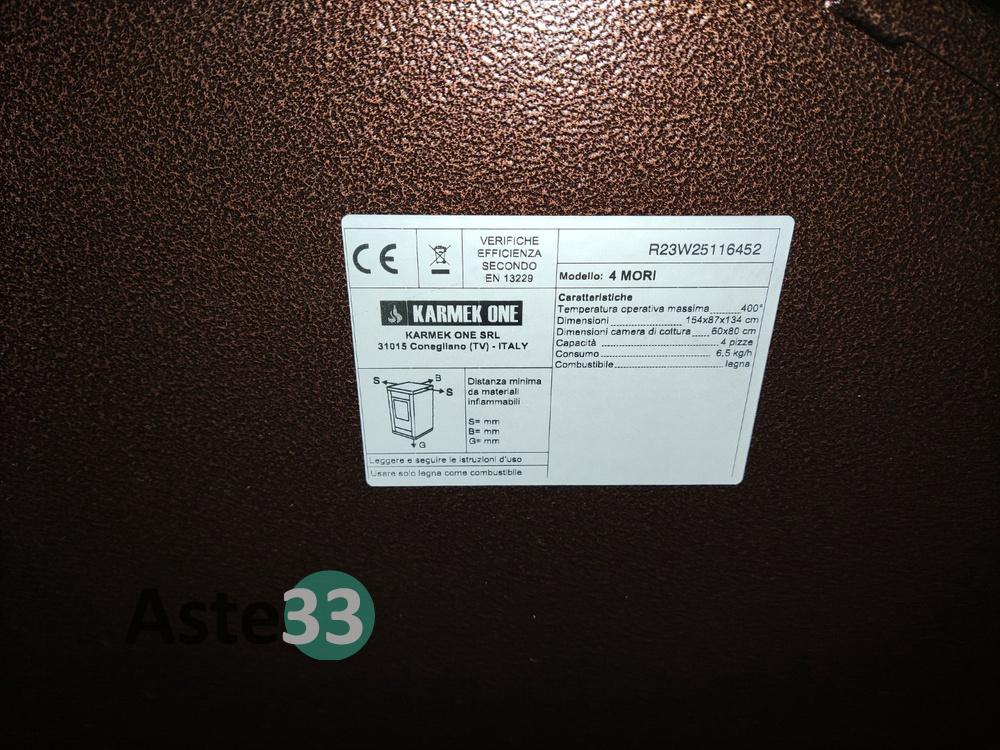 CE
VERIFICHE
EFFICIENZA
SECONDO
EN 13229
R23W25116452
Modello: 4 MORI
KARMEK ONE
KARMEK ONE SRL
31015 Conegliano (TV) - ITALY
Caratteristiche
Temperatura operativa massima 400°
Dimensioni 154x87x134 cm
Dimensioni camera di cottura 60x80 cm
Capacità 4 pizze
Consumo 6,5 kg/h
Combustibile legna
S
B
S
G
Distanza minima
da materiali
infiammabili
S= mm
B= mm
G= mm
Leggere e seguire le istruzioni d'uso
Usare solo legna come combustibile
Aste33